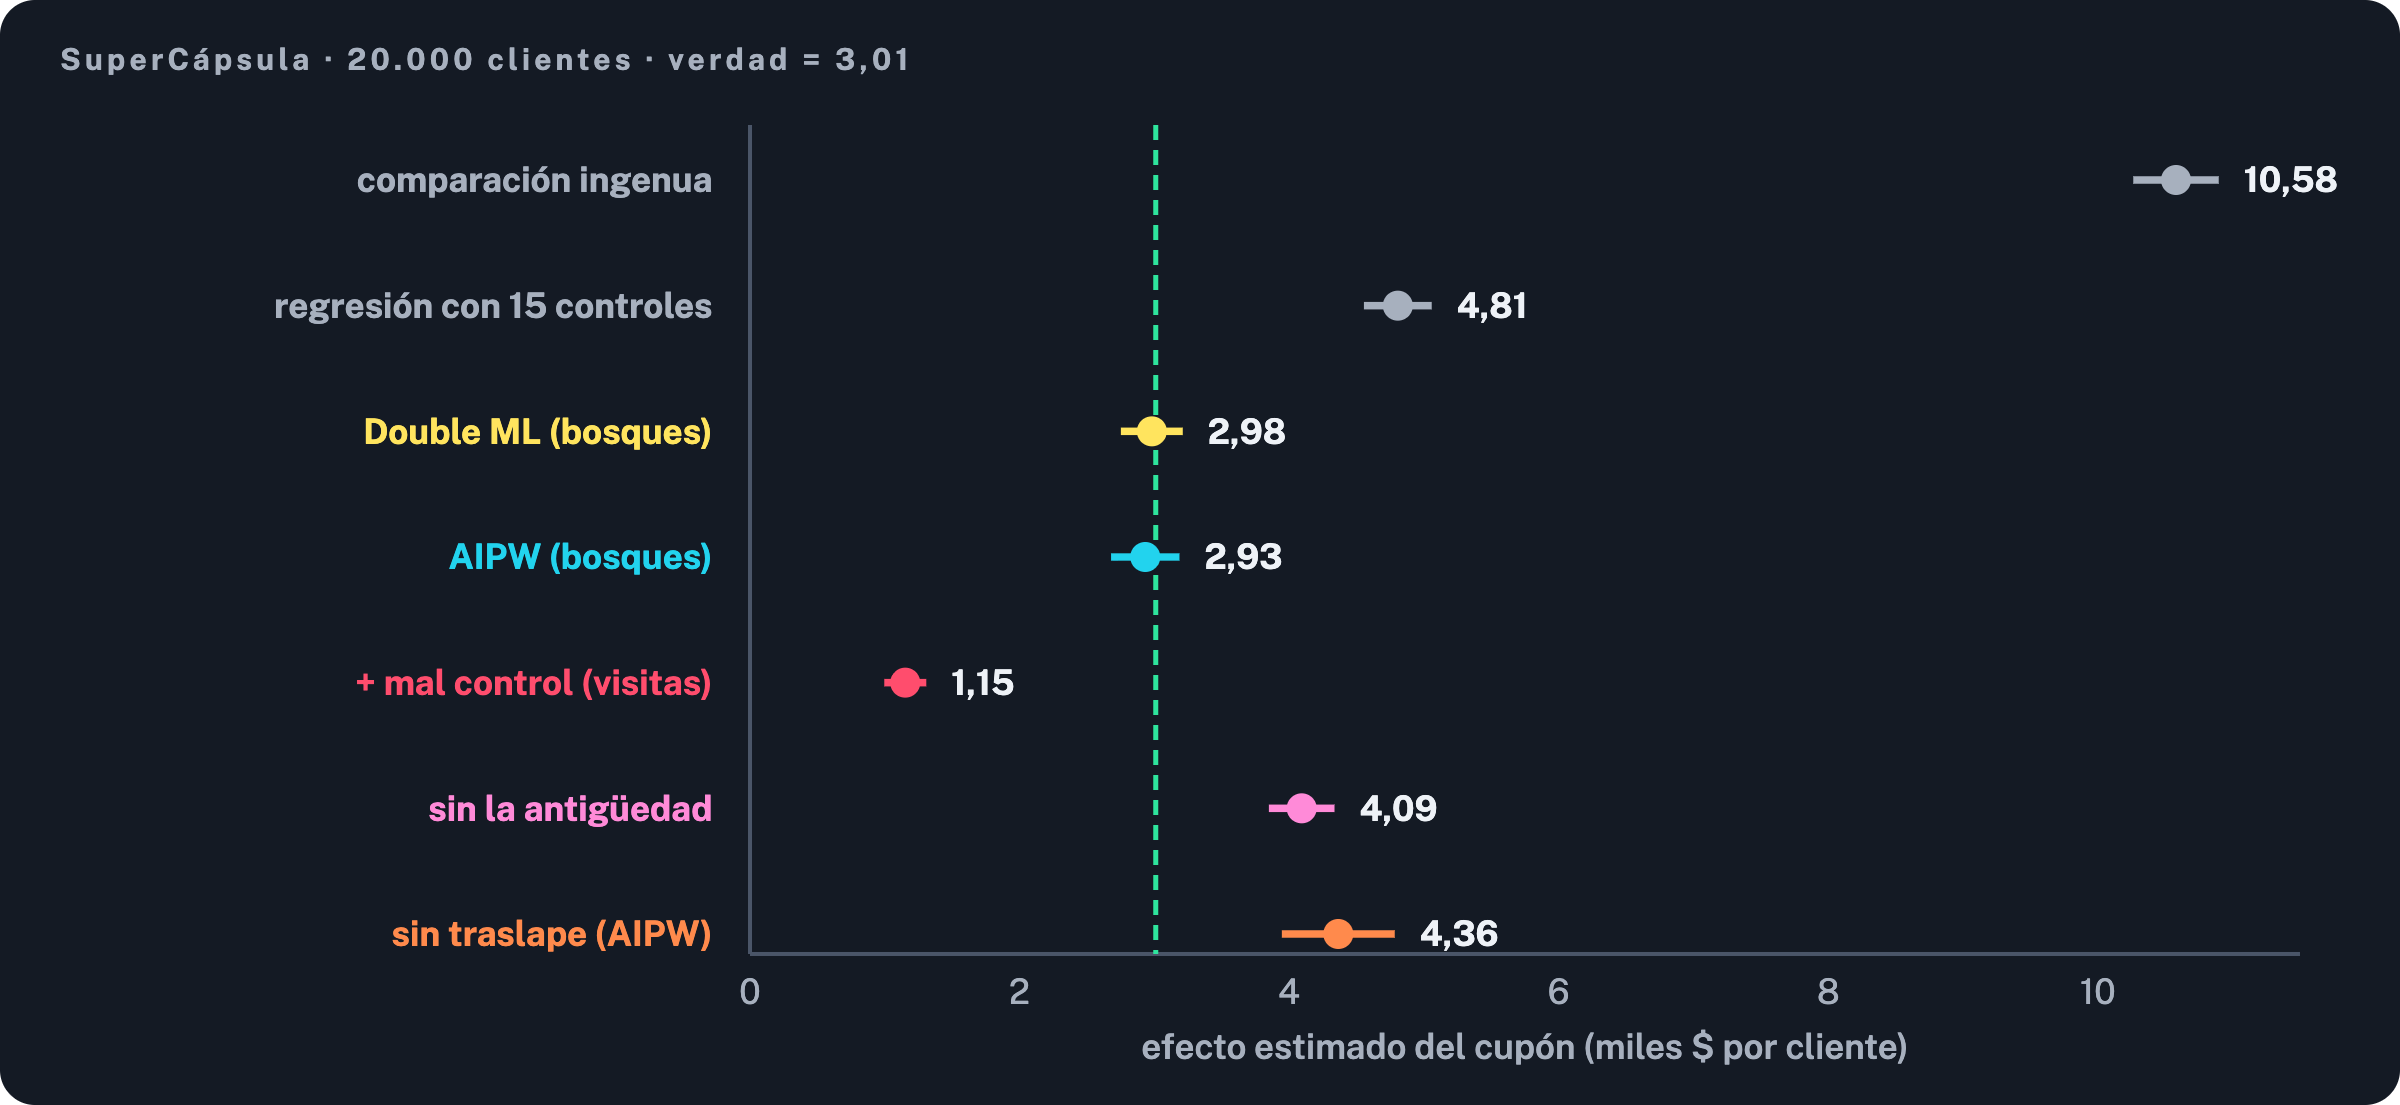 SuperCápsula · 20.000 clientes · verdad = 3,01
comparación ingenua 10,58
regresión con 15 controles 4,81
Double ML (bosques) 2,98
AIPW (bosques) 2,93
+ mal control (visitas) 1,15
sin la antigüedad 4,09
sin traslape (AIPW) 4,36
0 2 4 6 8 10
efecto estimado del cupón (miles $ por cliente)